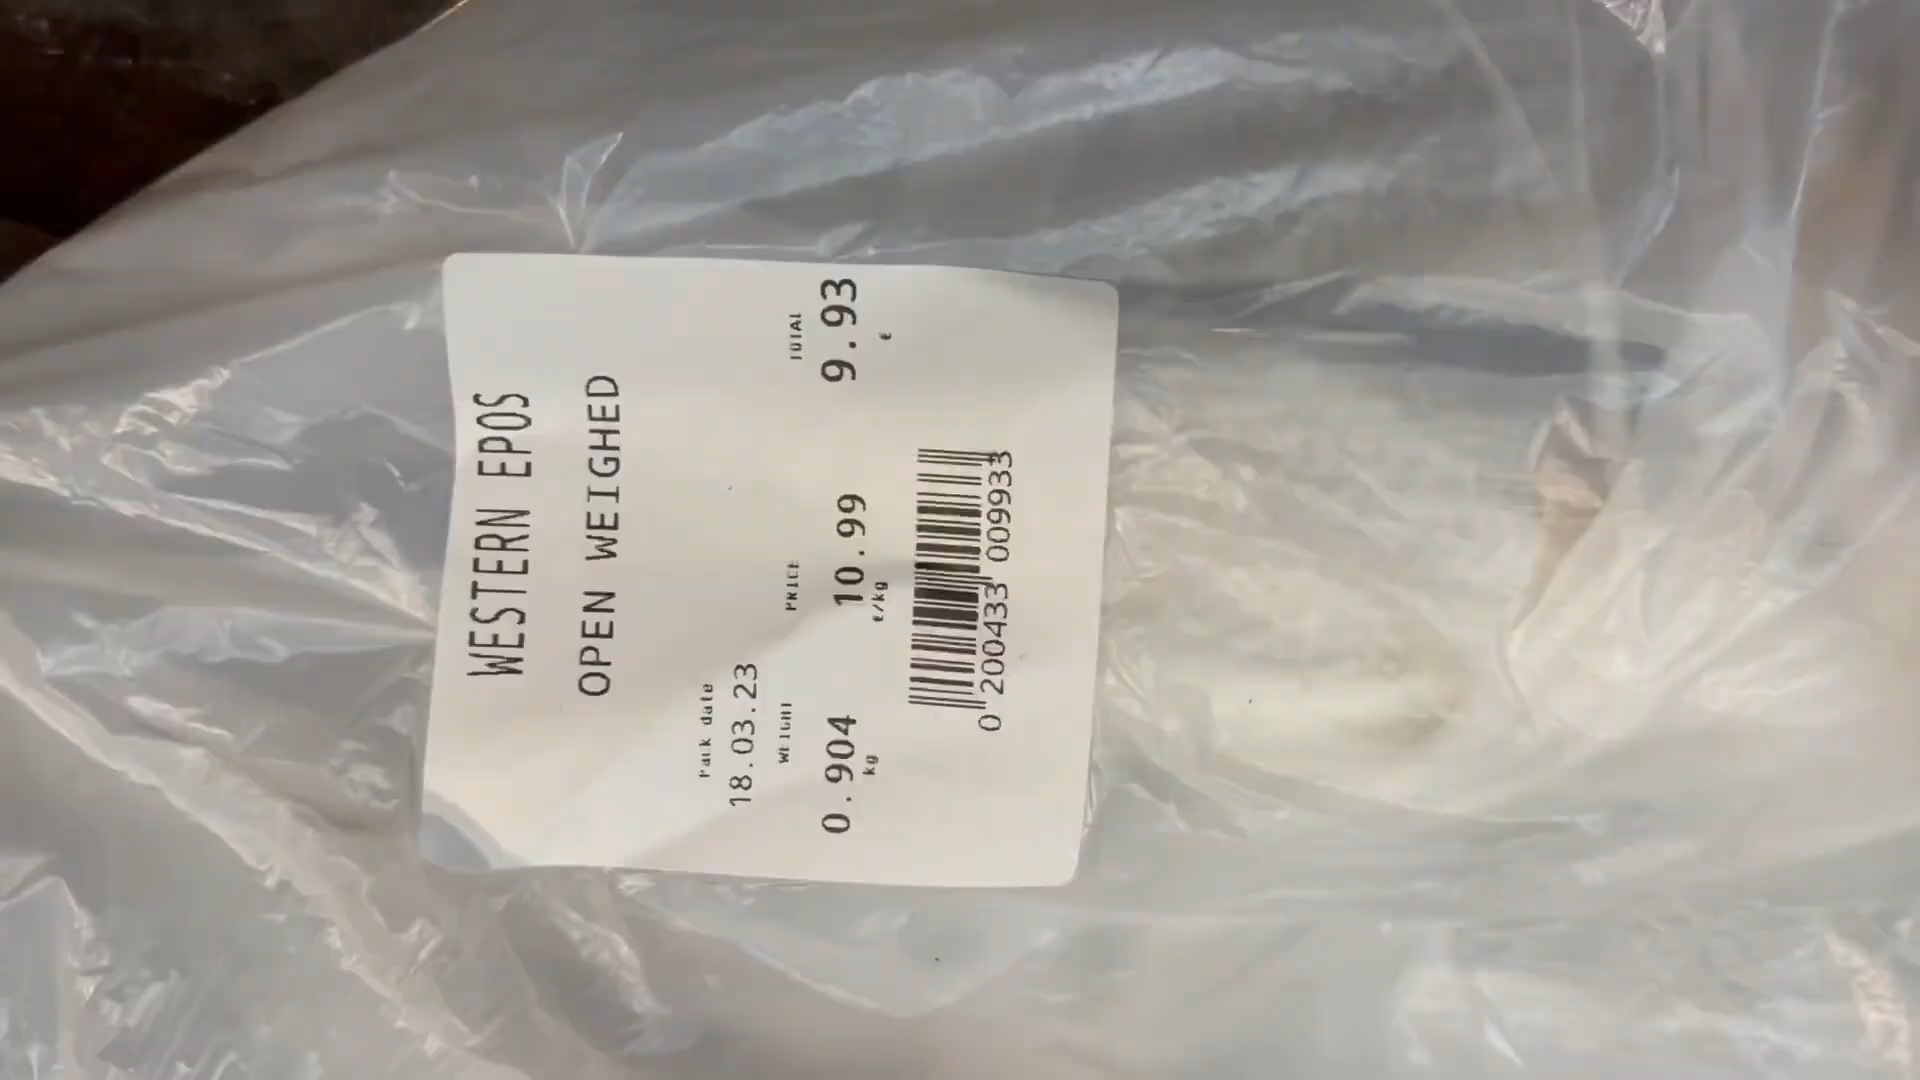 WESTERN EPOS
OPEN WEIGHED
Pack date
18.03.23
WEIGHT PRICE TOTAL
0.904 10.99 9.93
kg €/kg €
0 200433 009933